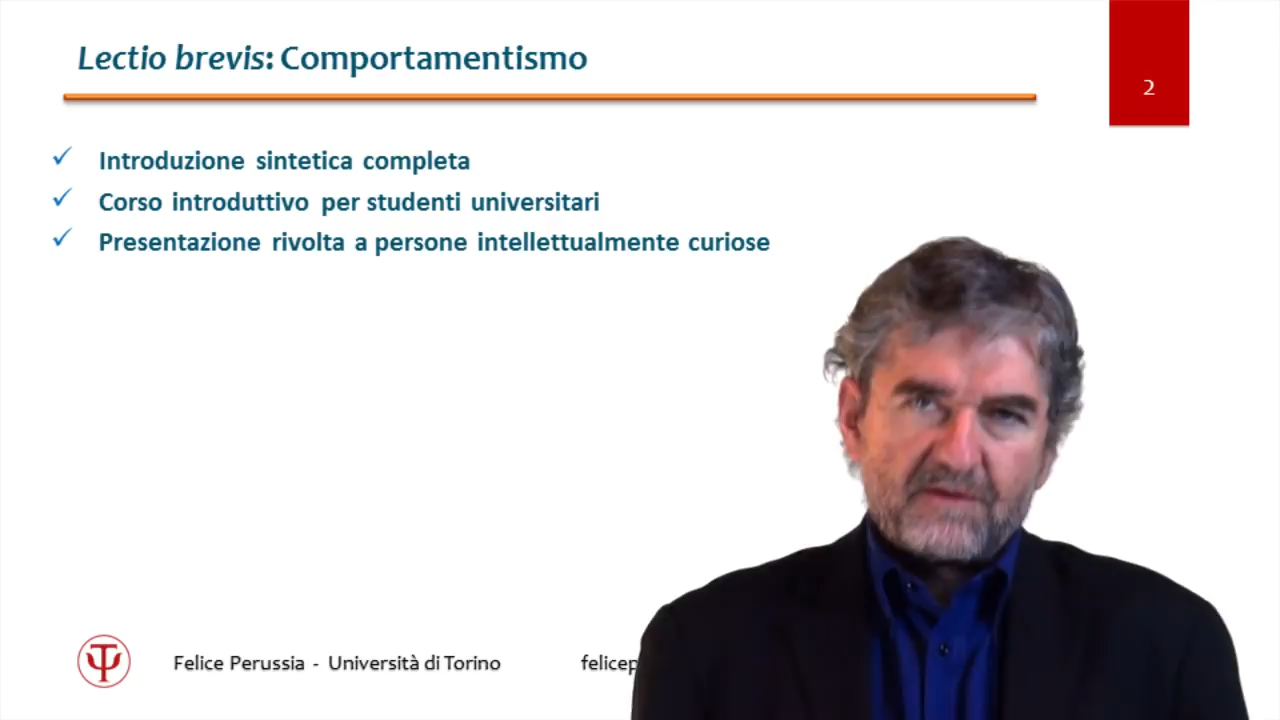 Lectio brevis: Comportamentismo
2
✓ Introduzione sintetica completa
✓ Corso introduttivo per studenti universitari
✓ Presentazione rivolta a persone intellettualmente curiose
Felice Perussia - Università di Torino
felicep